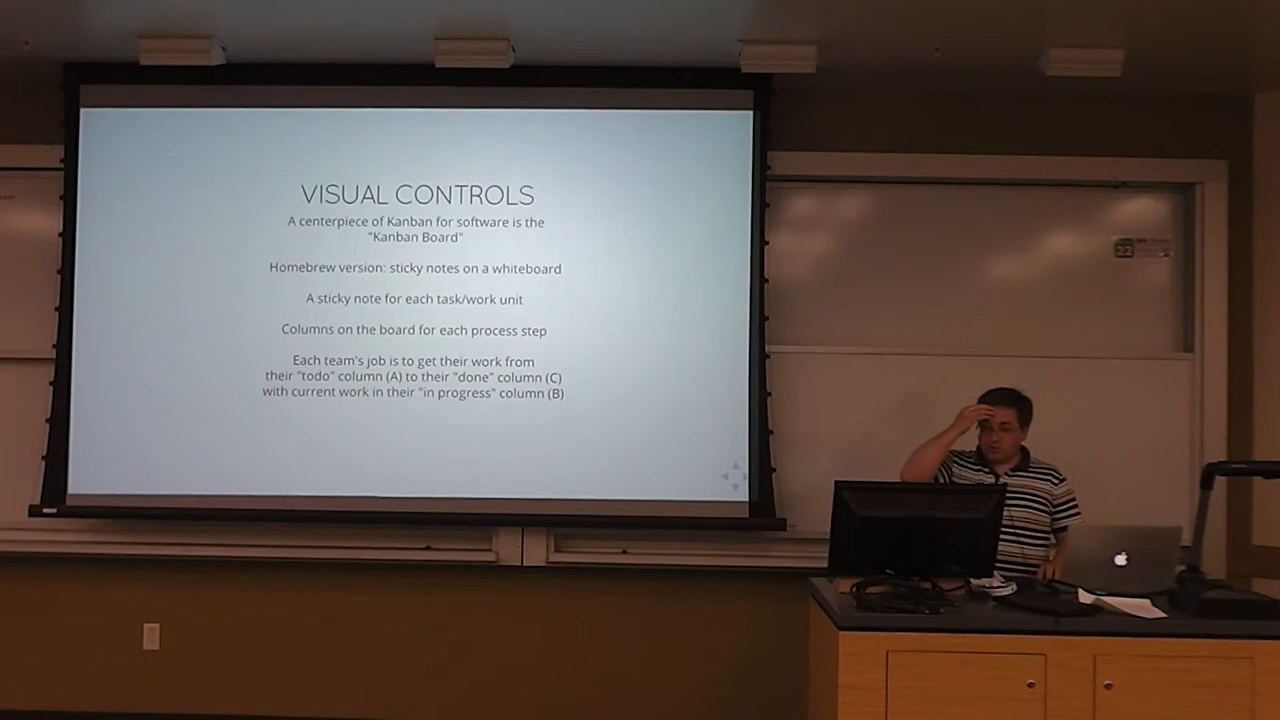 VISUAL CONTROLS
A centerpiece of Kanban for software is the
"Kanban Board"
Homebrew version: sticky notes on a whiteboard
A sticky note for each task/work unit
Columns on the board for each process step
Each team's job is to get their work from
their "todo" column (A) to their "done" column (C)
with current work in their "in progress" column (B)
22